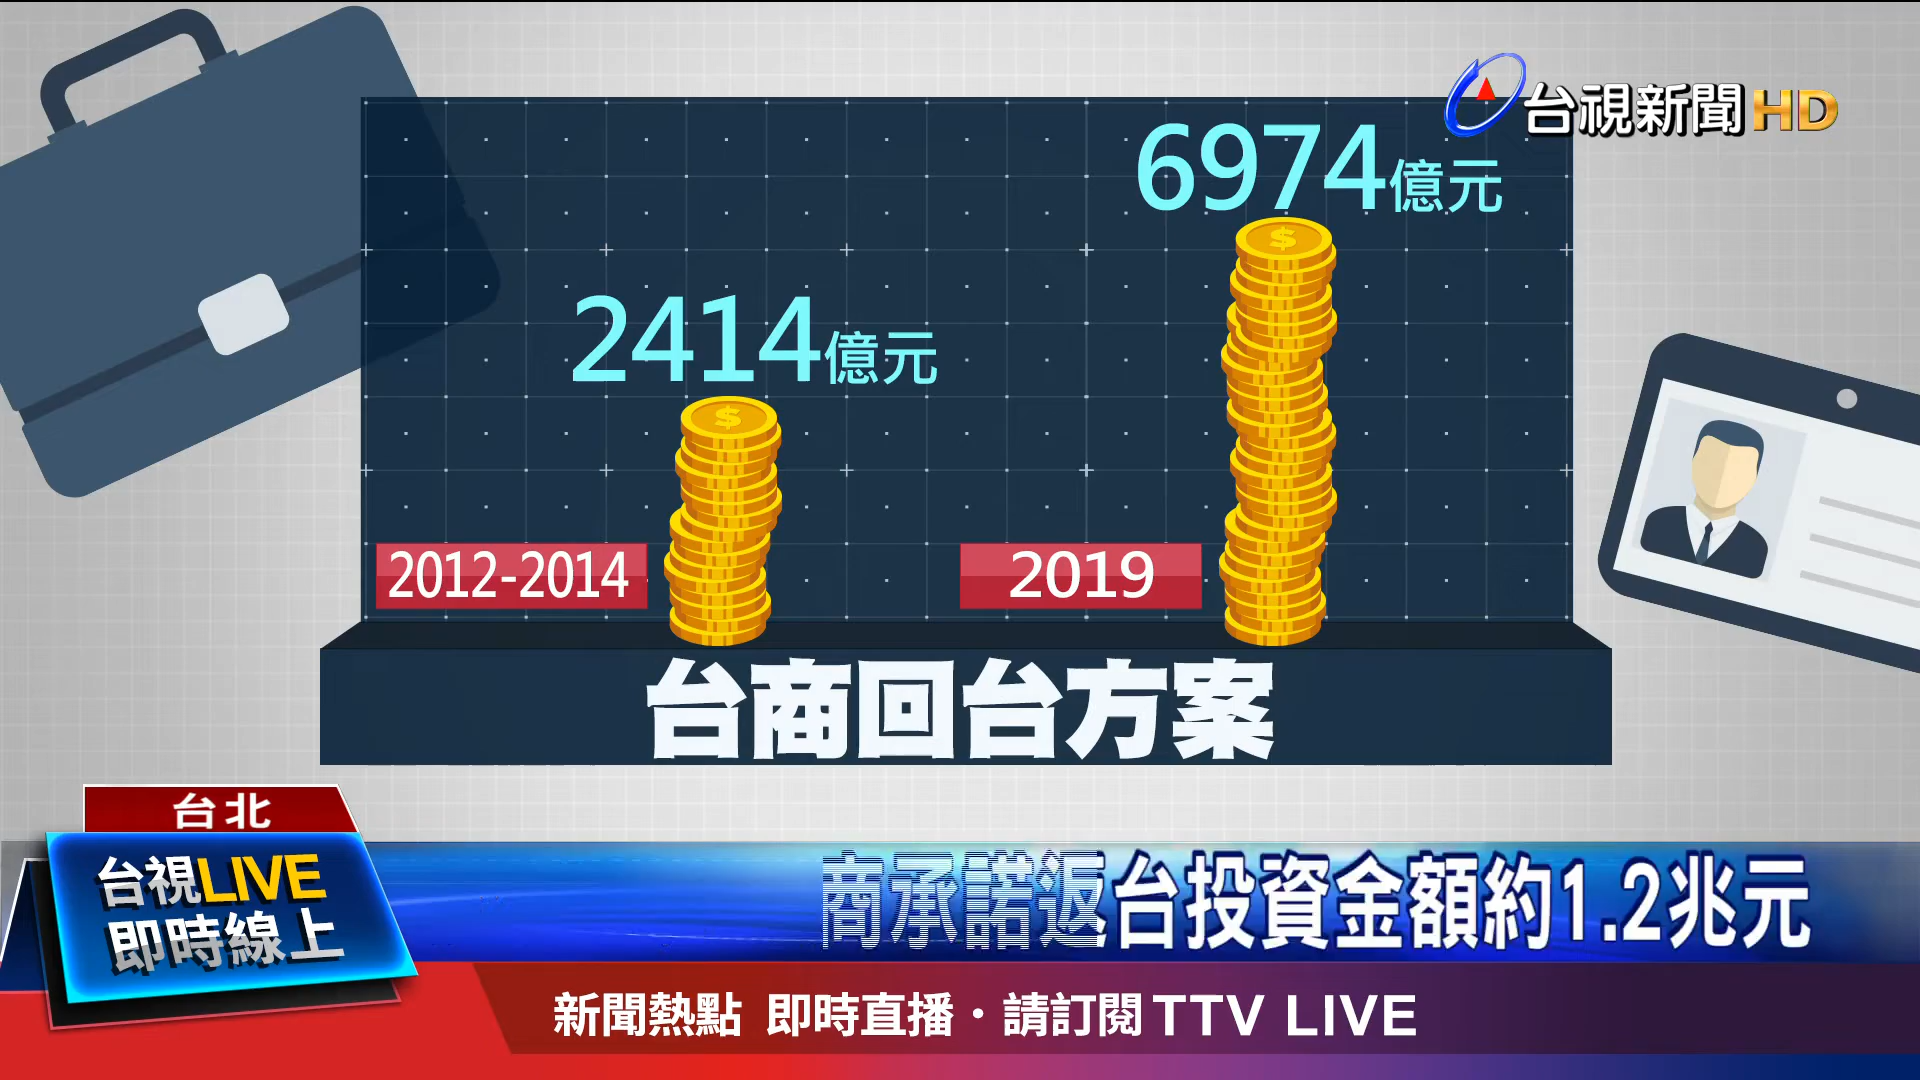 台視新聞HD
6974億元
2414億元
2012-2014
2019
台商回台方案
台北
台視LIVE
即時線上
商承諾返台投資金額約1.2兆元
新聞熱點 即時直播·請訂閱TTV LIVE